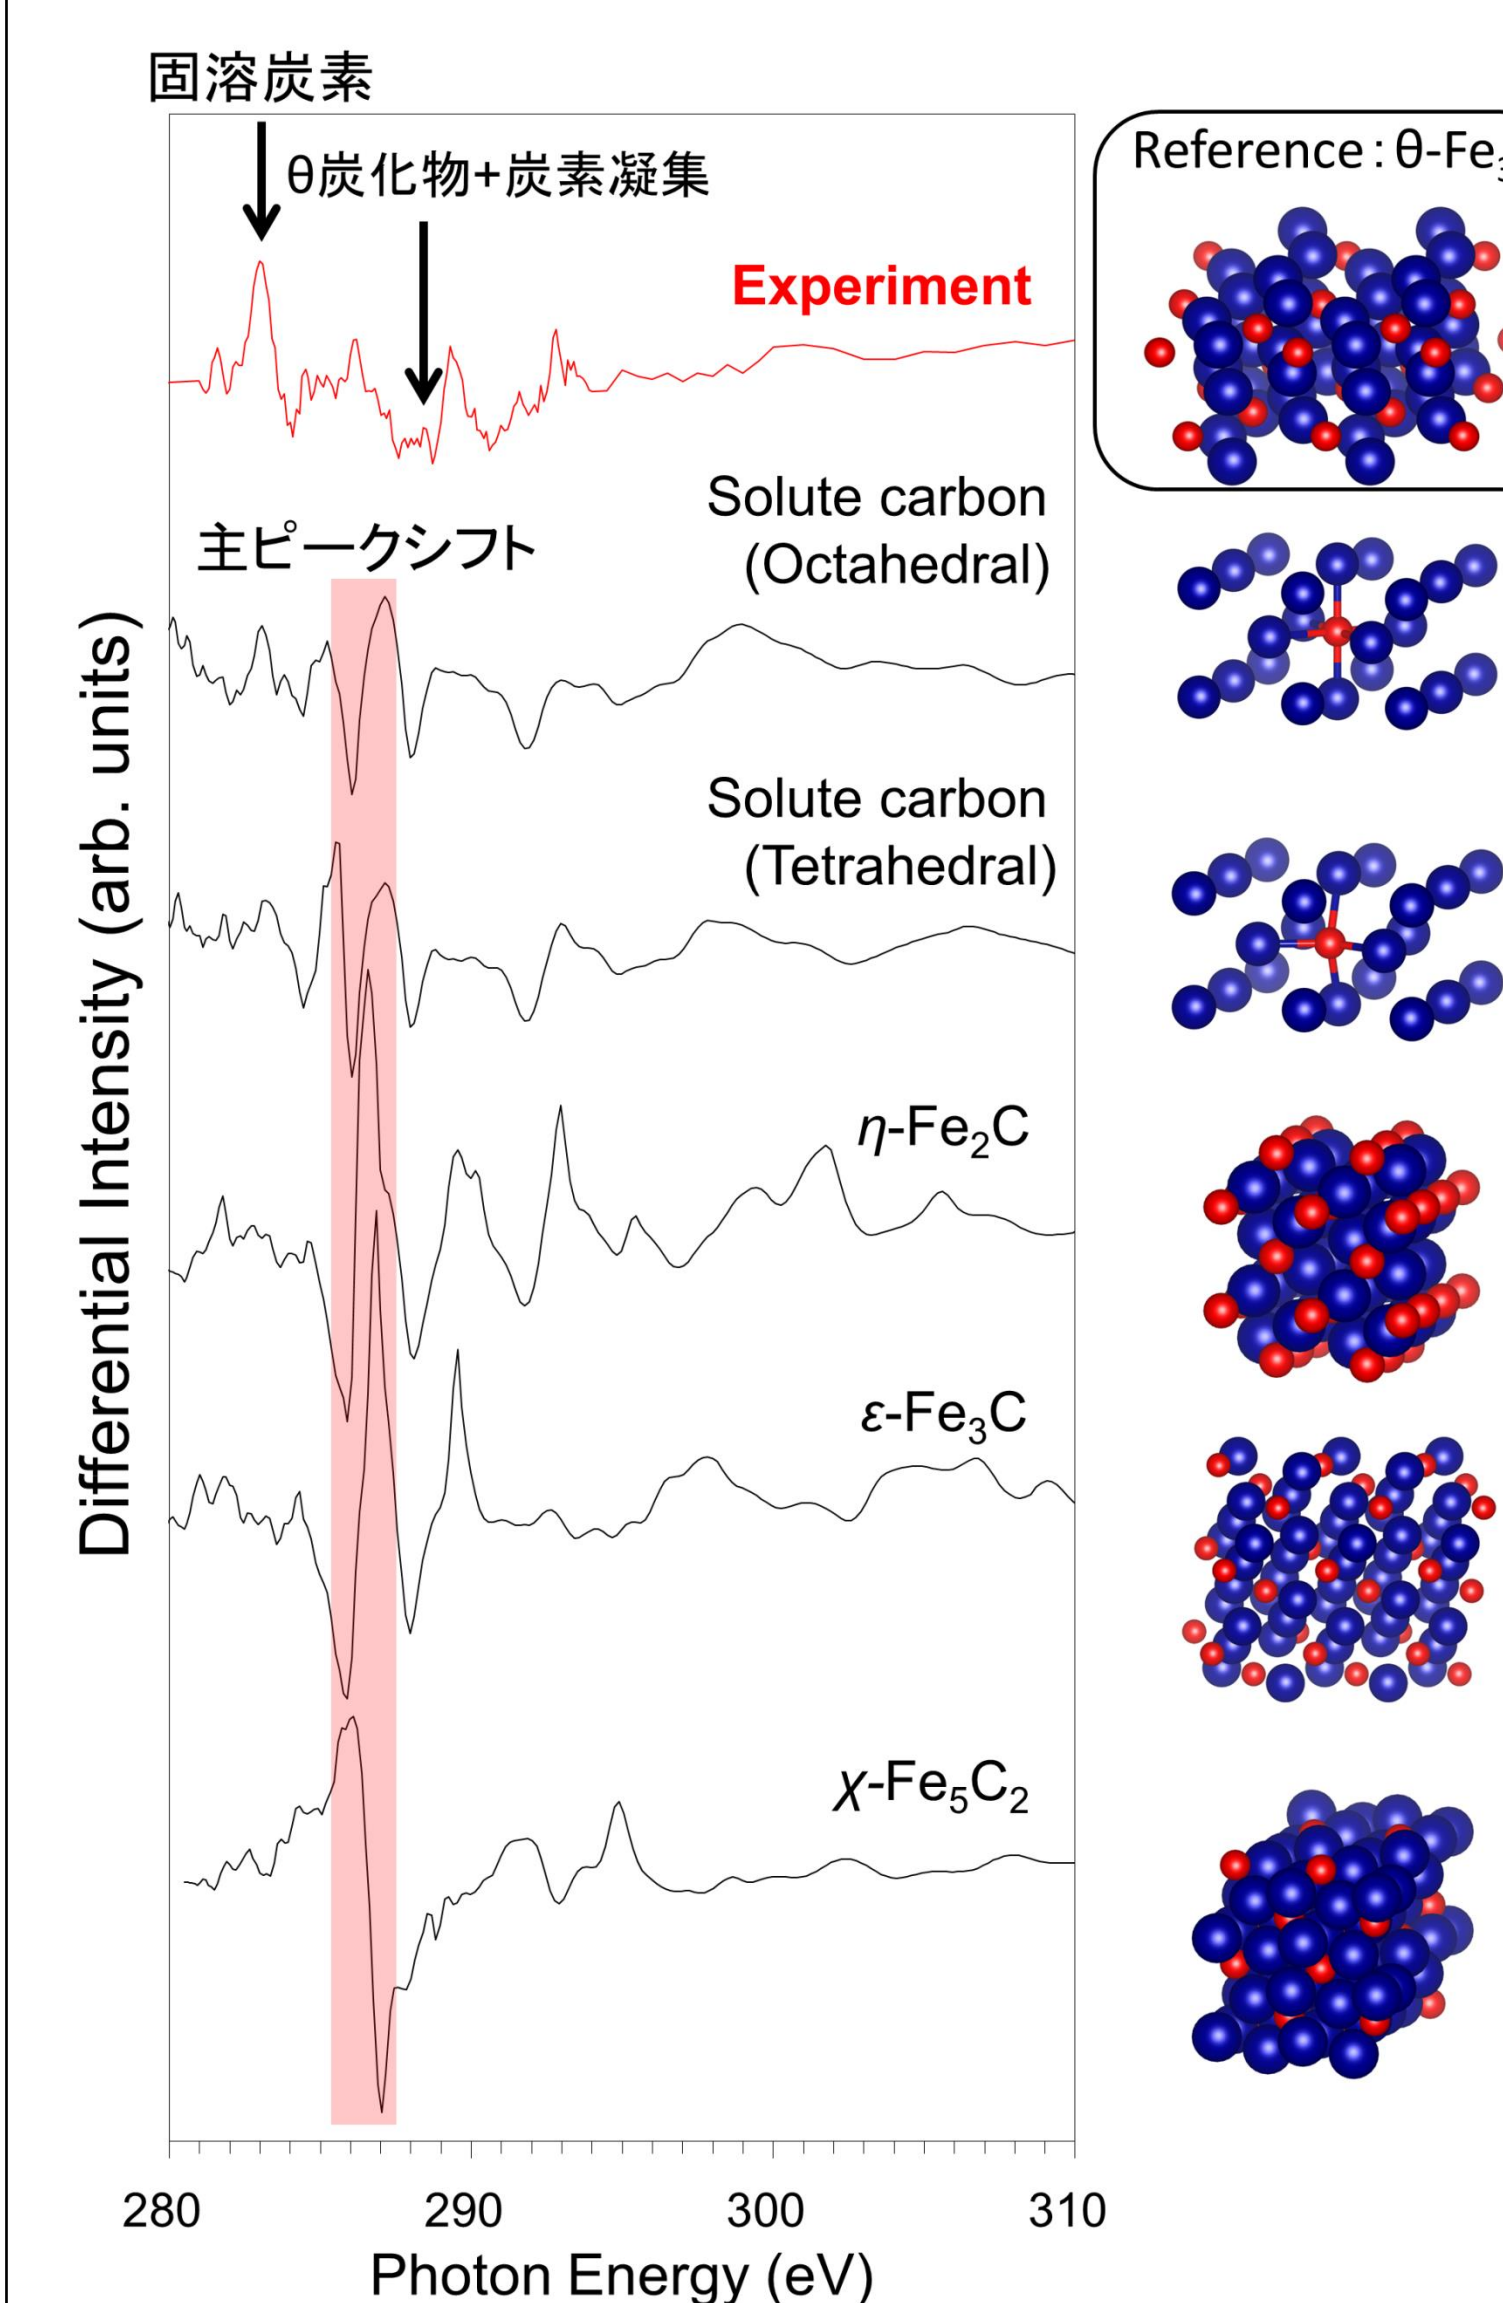 固溶炭素
θ炭化物+炭素凝集
Reference : θ-Fe₃
Experiment
Solute carbon
(Octahedral)
主ピークシフト
Solute carbon
(Tetrahedral)
η-Fe₂C
ε-Fe₃C
χ-Fe₅C₂
Differential Intensity (arb. units)
280 290 300 310
Photon Energy (eV)